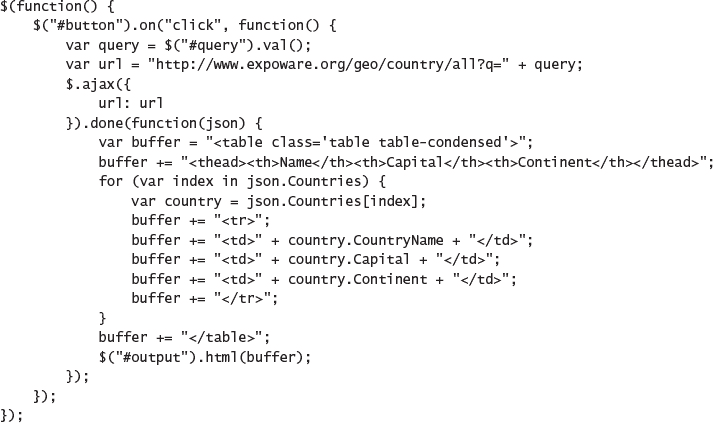 $(function() {
    $("#button").on("click", function() {
        var query = $("#query").val();
        var url = "http://www.expoware.org/geo/country/all?q=" + query;
        $.ajax({
            url: url
        }).done(function(json) {
            var buffer = "<table class='table table-condensed'>";
            buffer += "<thead><th>Name</th><th>Capital</th><th>Continent</th></thead>";
            for (var index in json.Countries) {
                var country = json.Countries[index];
                buffer += "<tr>";
                buffer += "<td>" + country.CountryName + "</td>";
                buffer += "<td>" + country.Capital + "</td>";
                buffer += "<td>" + country.Continent + "</td>";
                buffer += "</tr>";
            }
            buffer += "</table>";
            $("#output").html(buffer);
        });
    });
});